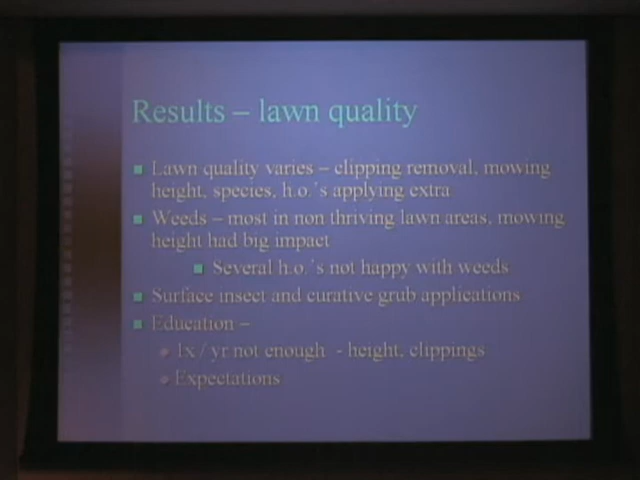 Results – lawn quality
Lawn quality varies – clipping removal, mowing
height, species, h.o.'s applying extra
Weeds – most in non thriving lawn areas, mowing
height had big impact
Several h.o.'s not happy with weeds
Surface insect and curative grub applications
Education –
1x / yr not enough - height, clippings
Expectations